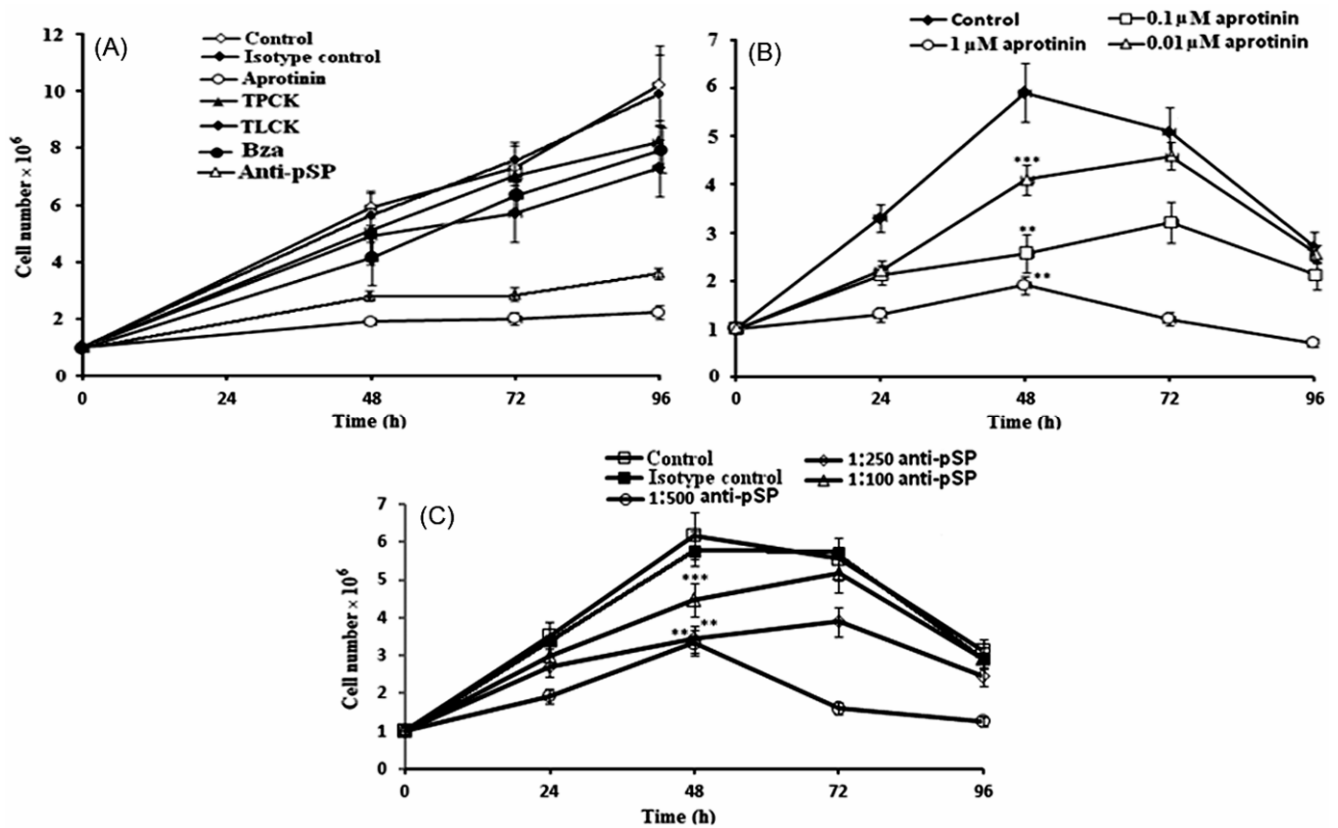 (A)
Control
Isotype control
Aprotinin
TPCK
TLCK
Bza
Anti-pSP
12
10
8
6
4
2
0
Cell number × 10⁶
0 24 48 72 96
Time (h)
(B)
Control 0.1 µM aprotinin
1 µM aprotinin 0.01 µM aprotinin
7
6
5
4
3
2
1
0
***
**
**
0 24 48 72 96
Time (h)
(C)
Control 1:250 anti-pSP
Isotype control 1:100 anti-pSP
1:500 anti-pSP
7
6
5
4
3
2
1
0
Cell number × 10⁶
***
** **
0 24 48 72 96
Time (h)